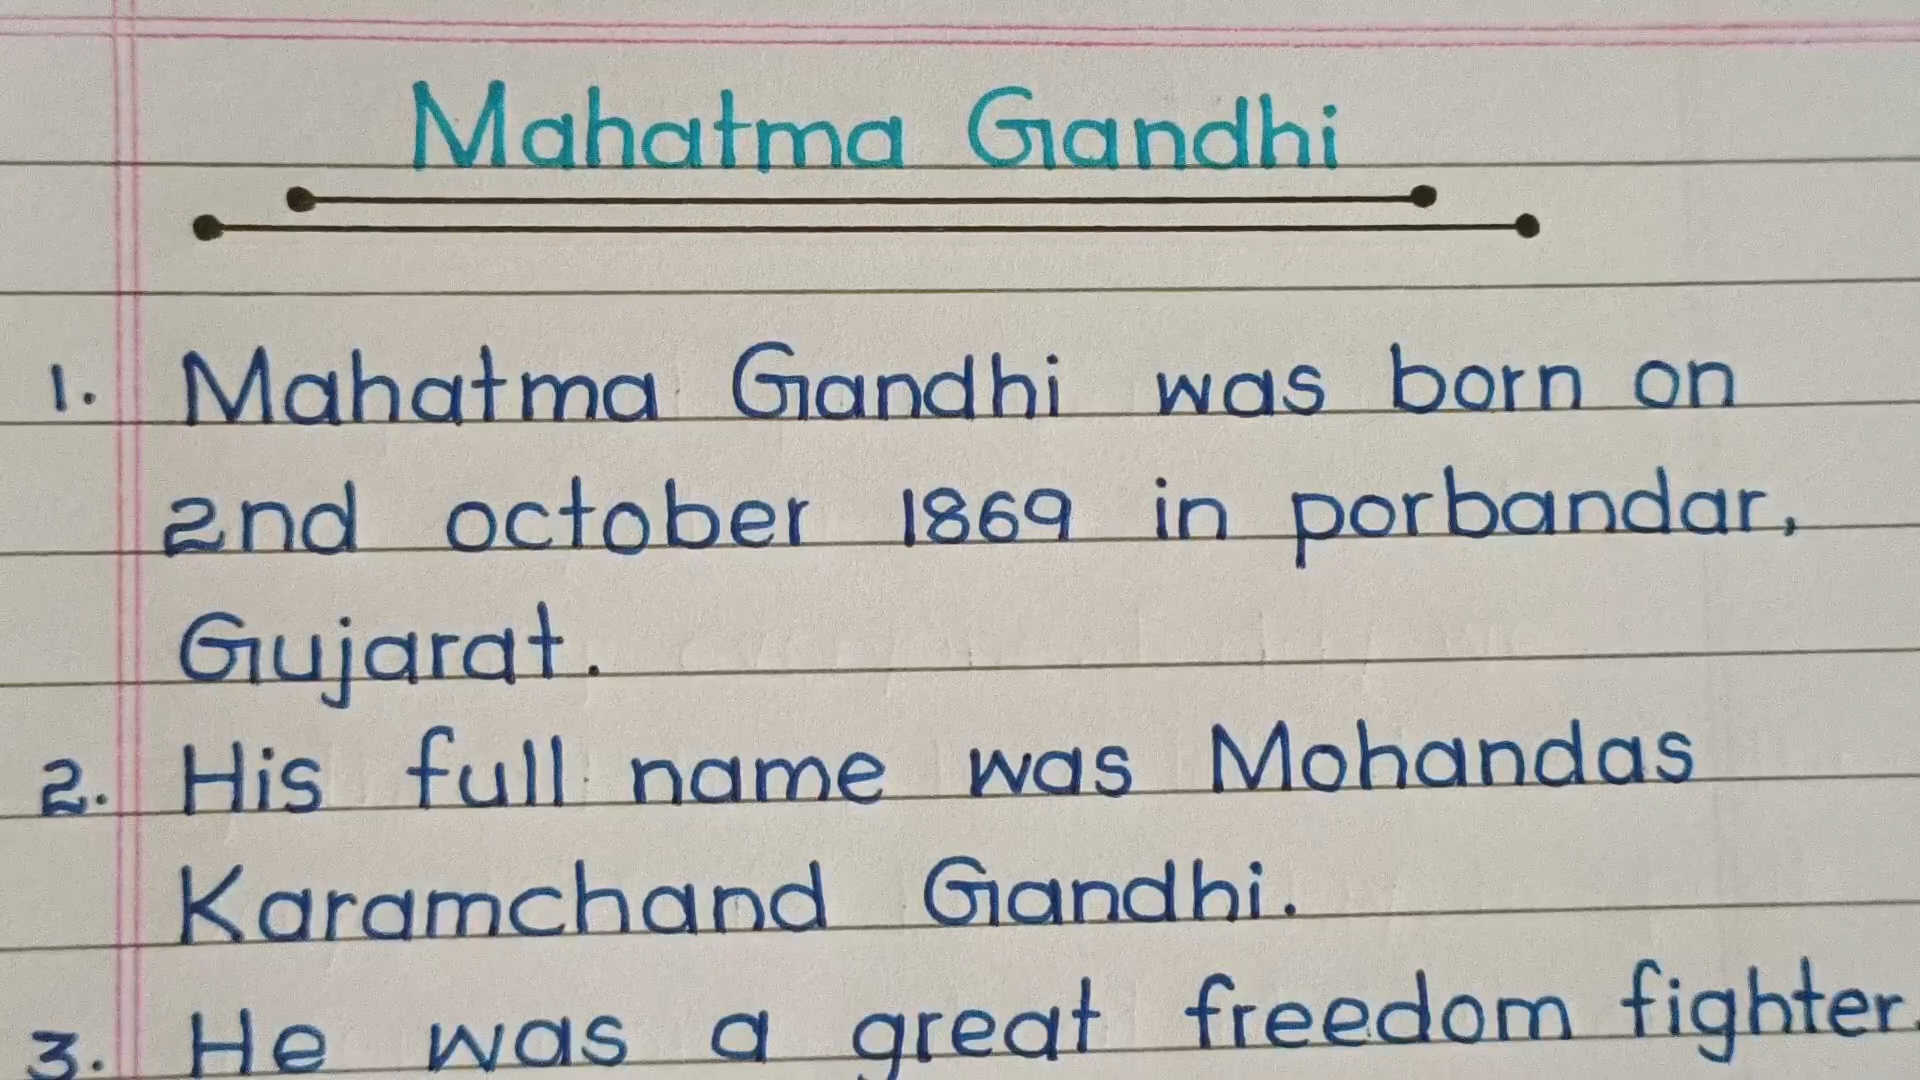 Mahatma Gandhi
1. Mahatma Gandhi was born on
2nd october 1869 in porbandar,
Gujarat.
2. His full name was Mohandas
Karamchand Gandhi.
3. He was a great freedom fighter.